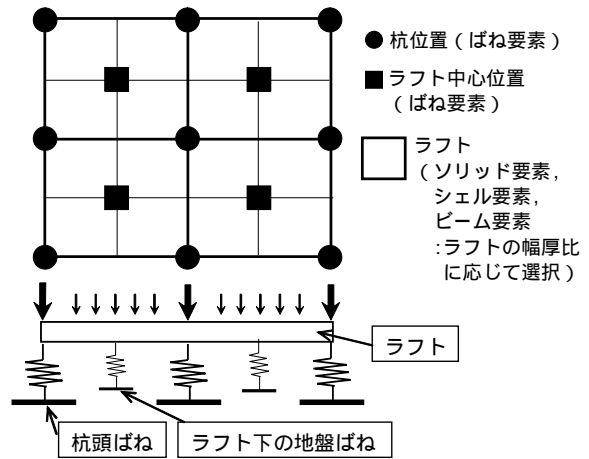 杭位置（ばね要素）
ラフト中心位置
（ばね要素）
ラフト
（ソリッド要素,
シェル要素,
ビーム要素
:ラフトの幅厚比
に応じて選択）
ラフト
杭頭ばね
ラフト下の地盤ばね